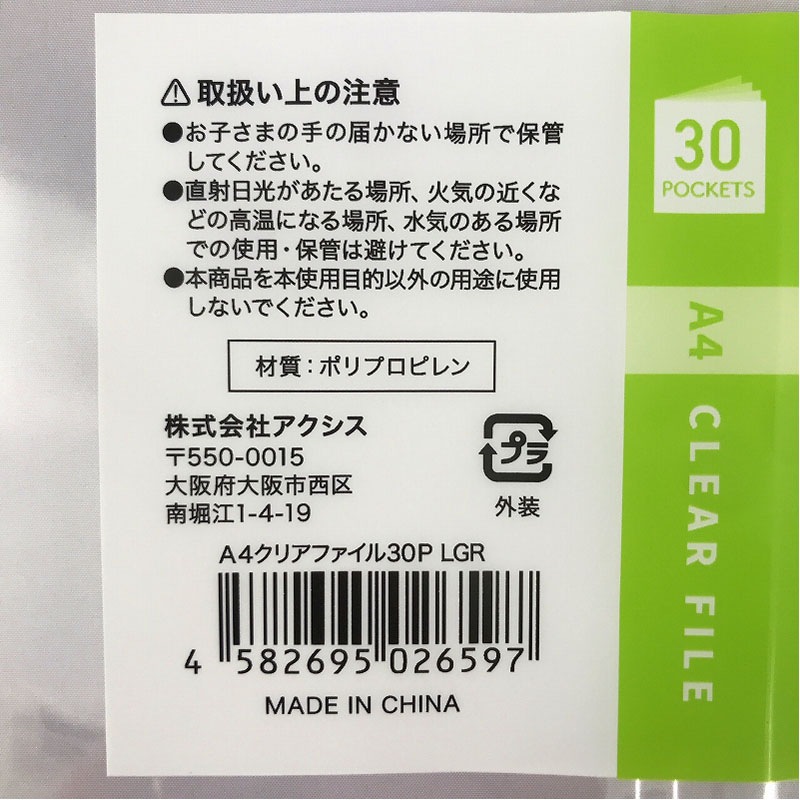 ⚠取扱い上の注意
●お子さまの手の届かない場所で保管
してください。
●直射日光があたる場所、火気の近くな
どの高温になる場所、水気のある場所
での使用・保管は避けてください。
●本商品を本使用目的以外の用途に使用
しないでください。
材質：ポリプロピレン
株式会社アクシス
〒550-0015
大阪府大阪市西区
南堀江1-4-19
プラ
外装
A4クリアファイル30P LGR
4 582695 026597
MADE IN CHINA
30
POCKETS
A4 CLEAR FILE